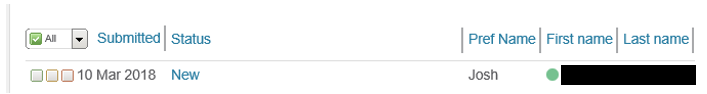 All Submitted Status Pref Name First name Last name
10 Mar 2018 New Josh